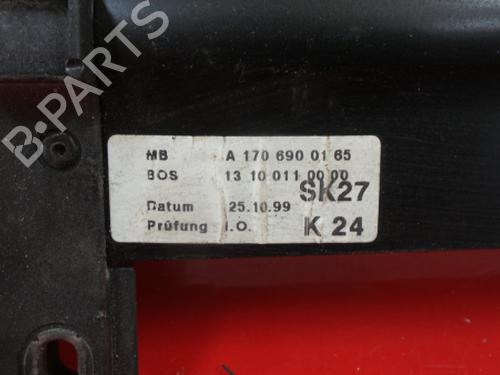 B-PARTS
MB A 170 690 01 65
BOS 13 10 011 00 00
SK27
Datum 25.10.99
Prüfung I.O. K 24